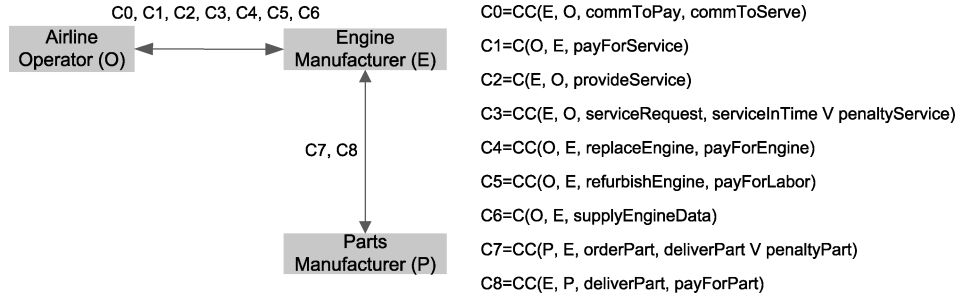 C0, C1, C2, C3, C4, C5, C6
Airline
Operator (O)
Engine
Manufacturer (E)
C7, C8
Parts
Manufacturer (P)
C0=CC(E, O, commToPay, commToServe)
C1=C(O, E, payForService)
C2=C(E, O, provideService)
C3=CC(E, O, serviceRequest, serviceInTime V penaltyService)
C4=CC(O, E, replaceEngine, payForEngine)
C5=CC(O, E, refurbishEngine, payForLabor)
C6=C(O, E, supplyEngineData)
C7=CC(P, E, orderPart, deliverPart V penaltyPart)
C8=CC(E, P, deliverPart, payForPart)